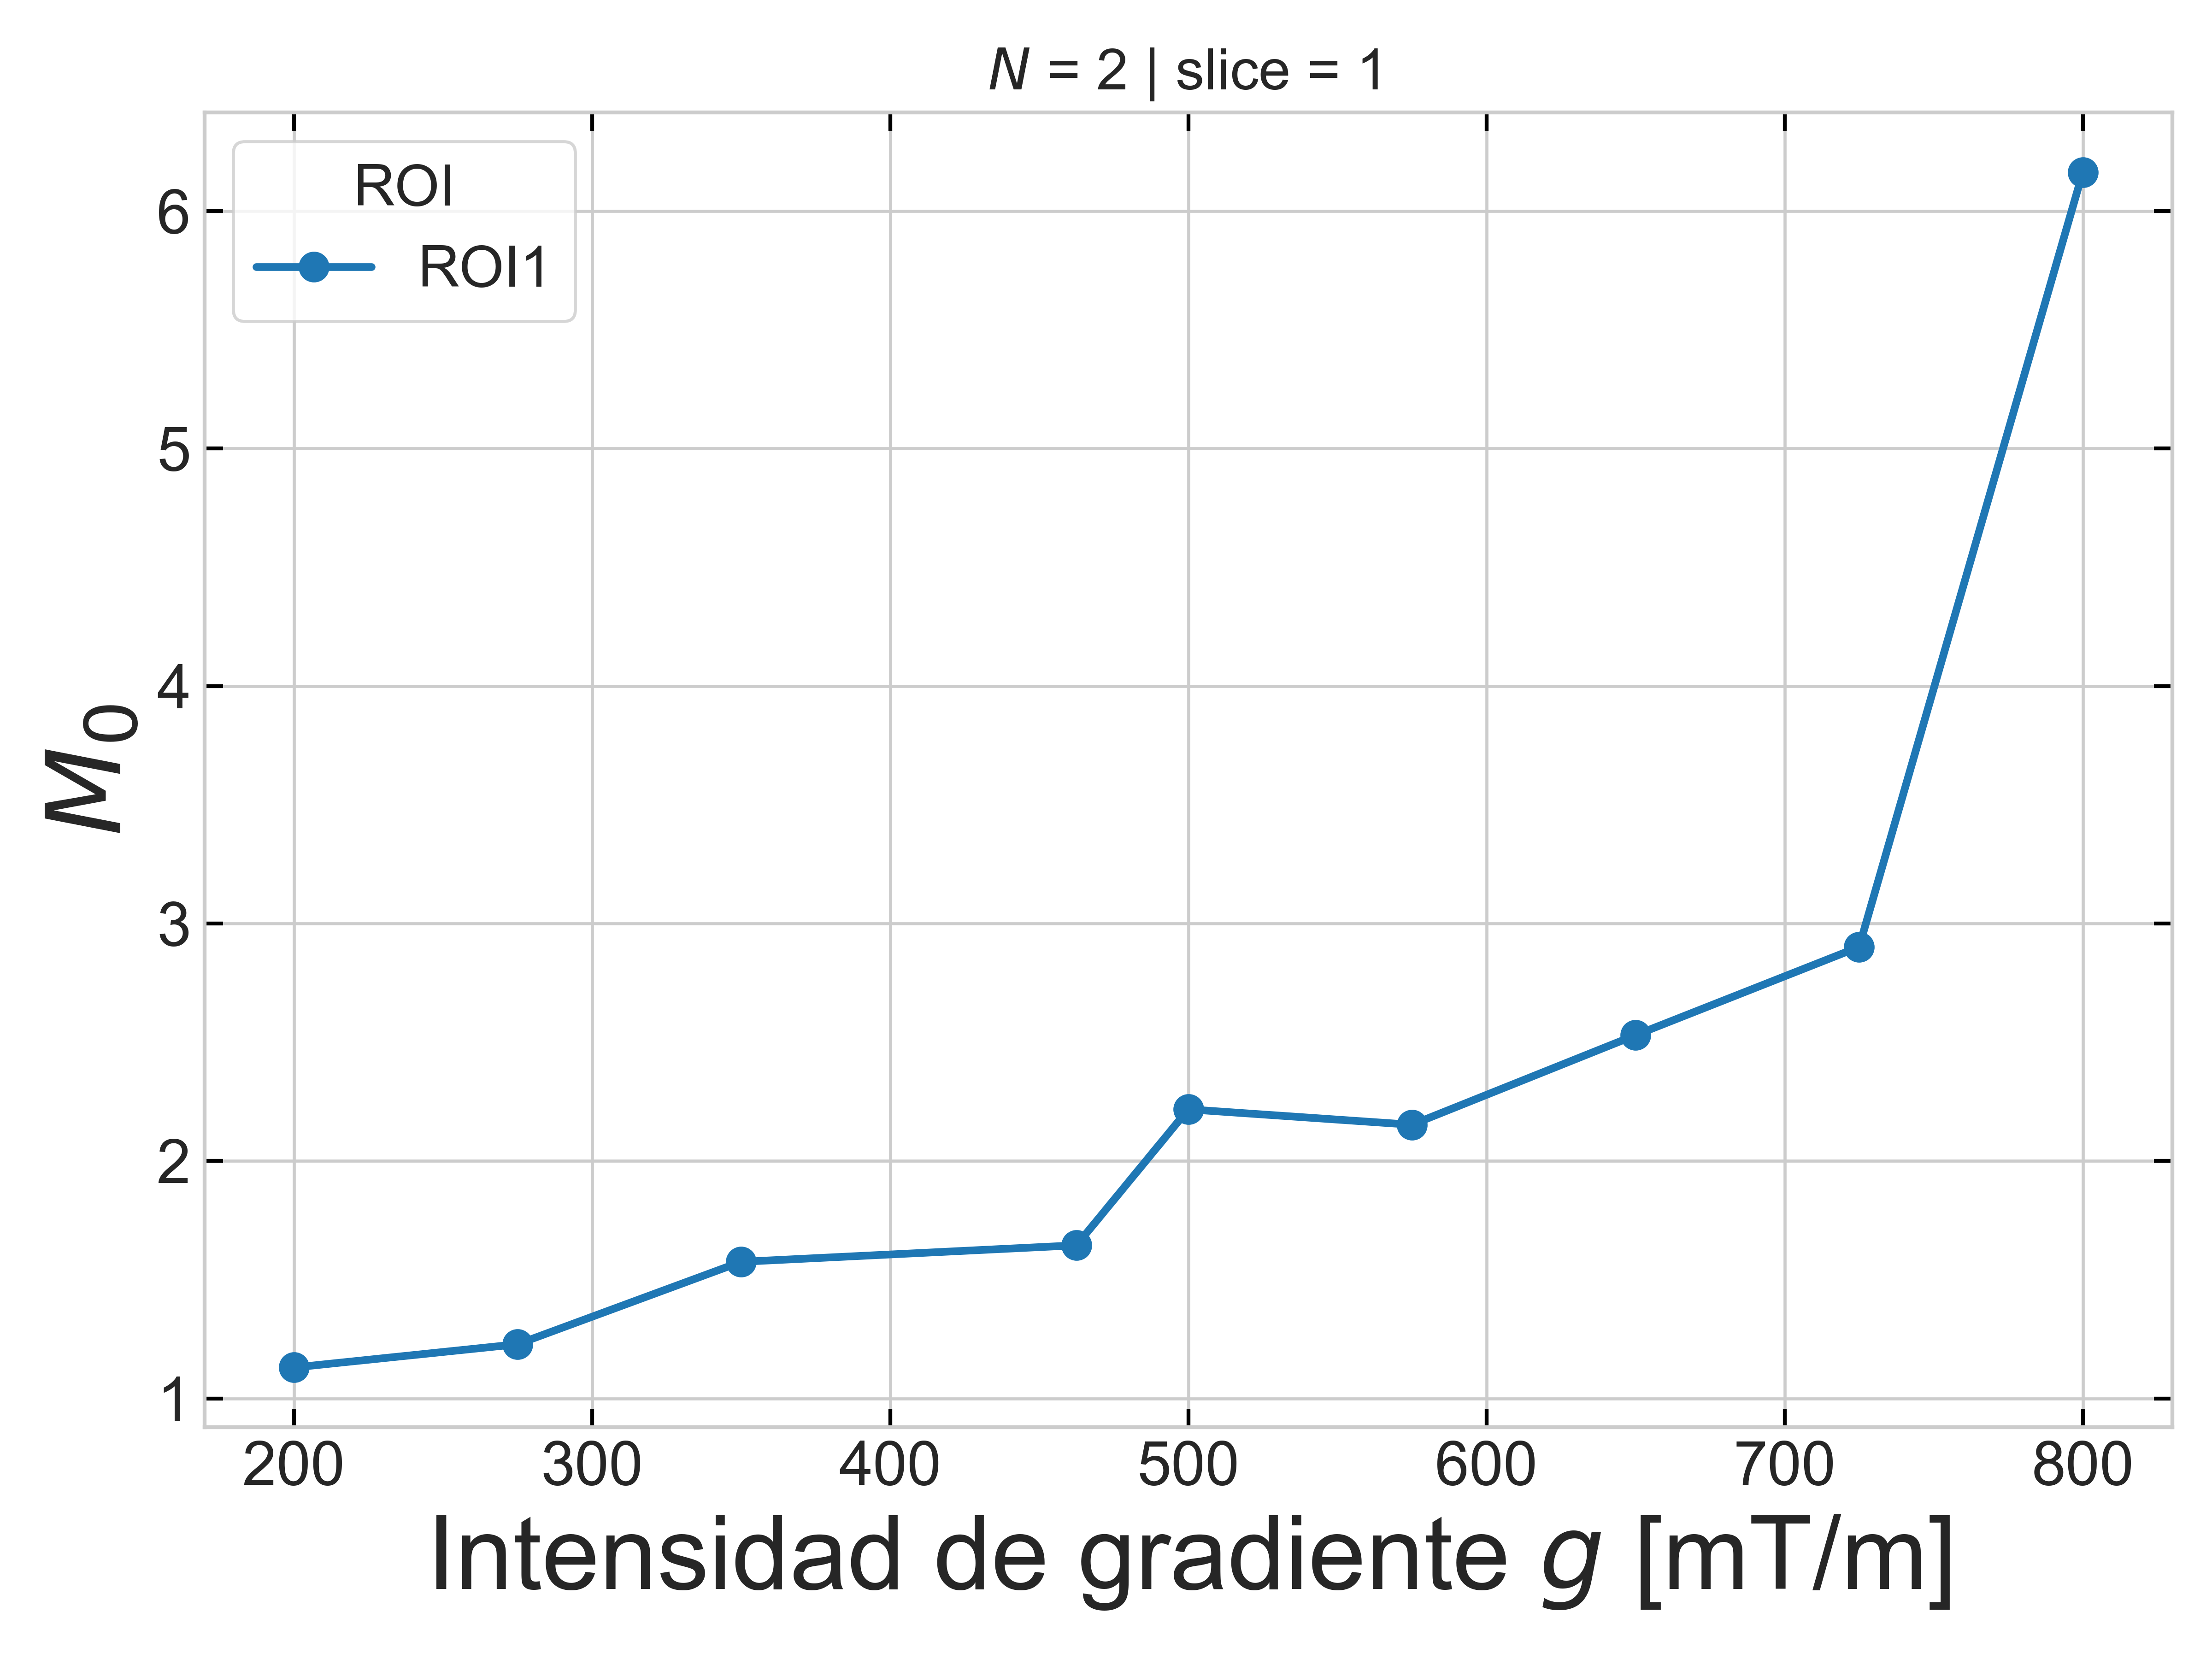 N = 2 | slice = 1
ROI
ROI1
6
5
4
3
2
1
M0
200 300 400 500 600 700 800
Intensidad de gradiente g [mT/m]